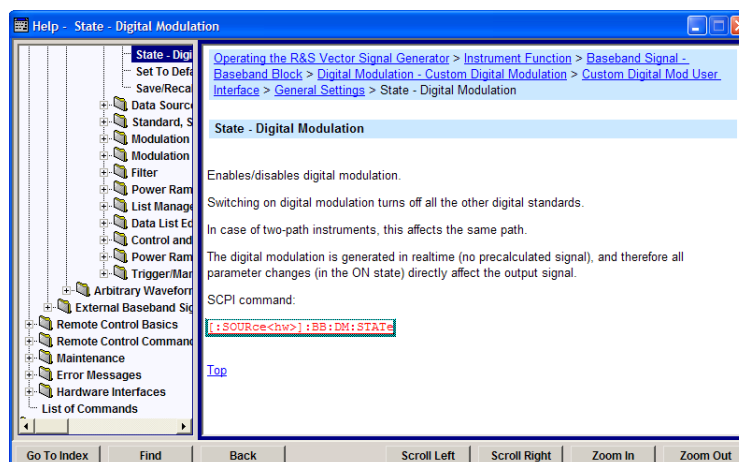 Help - State - Digital Modulation
State - Digi
Set To Defa
Save/Recal
Data Source
Standard, S
Modulation
Modulation
Filter
Power Ram
List Manage
Data List Ed
Control and
Power Ram
Trigger/Mar
Arbitrary Waveform
External Baseband Sig
Remote Control Basics
Remote Control Command
Maintenance
Error Messages
Hardware Interfaces
List of Commands
Operating the R&S Vector Signal Generator > Instrument Function > Baseband Signal -
Baseband Block > Digital Modulation - Custom Digital Modulation > Custom Digital Mod User
Interface > General Settings > State - Digital Modulation
State - Digital Modulation
Enables/disables digital modulation.
Switching on digital modulation turns off all the other digital standards.
In case of two-path instruments, this affects the same path.
The digital modulation is generated in realtime (no precalculated signal), and therefore all
parameter changes (in the ON state) directly affect the output signal.
SCPI command:
[:SOURce<hw>]:BB:DM:STATe
Top
Go To Index Find Back Scroll Left Scroll Right Zoom In Zoom Out